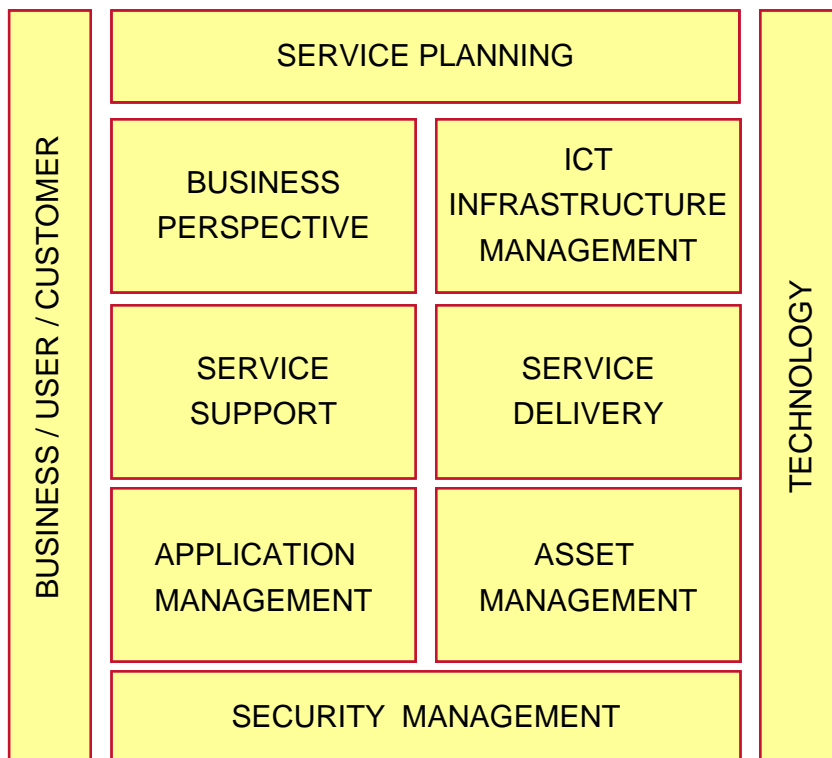 BUSINESS / USER / CUSTOMER
SERVICE PLANNING
BUSINESS
PERSPECTIVE
ICT
INFRASTRUCTURE
MANAGEMENT
SERVICE
SUPPORT
SERVICE
DELIVERY
APPLICATION
MANAGEMENT
ASSET
MANAGEMENT
SECURITY MANAGEMENT
TECHNOLOGY